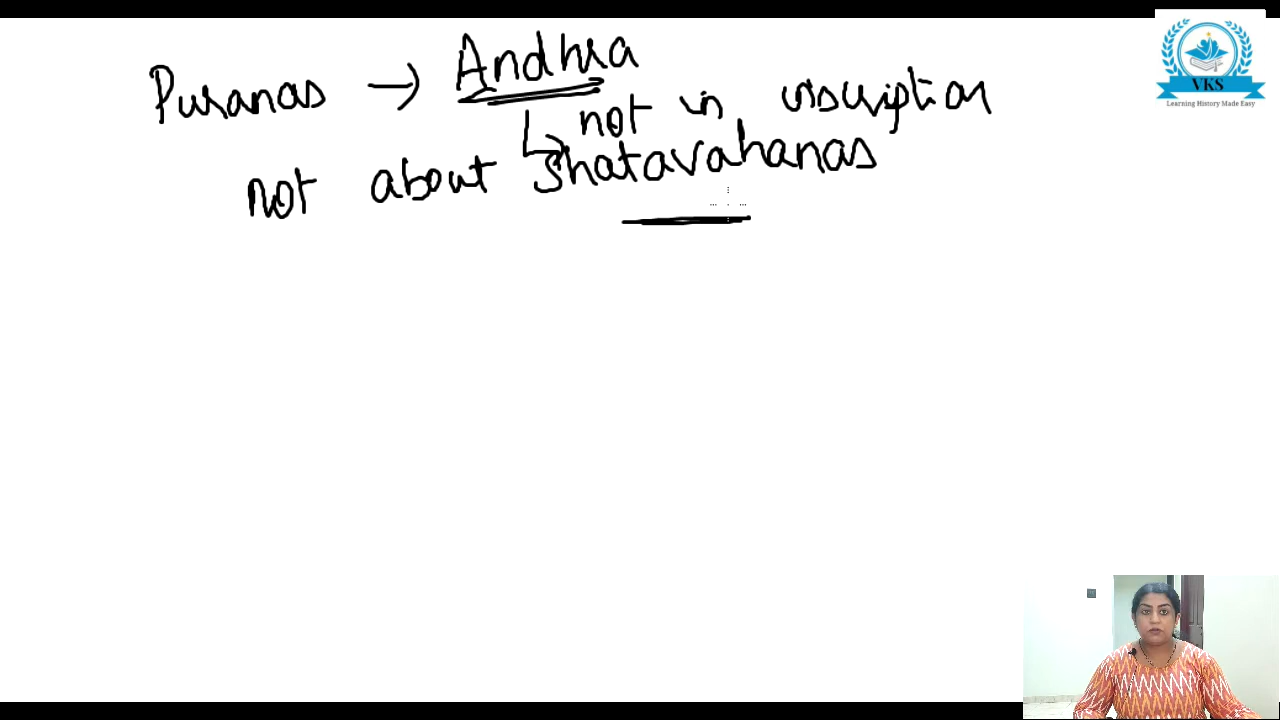 Puranas → Andhra
not in inscription
not about Shatavahanas
VKS
Learning History Made Easy